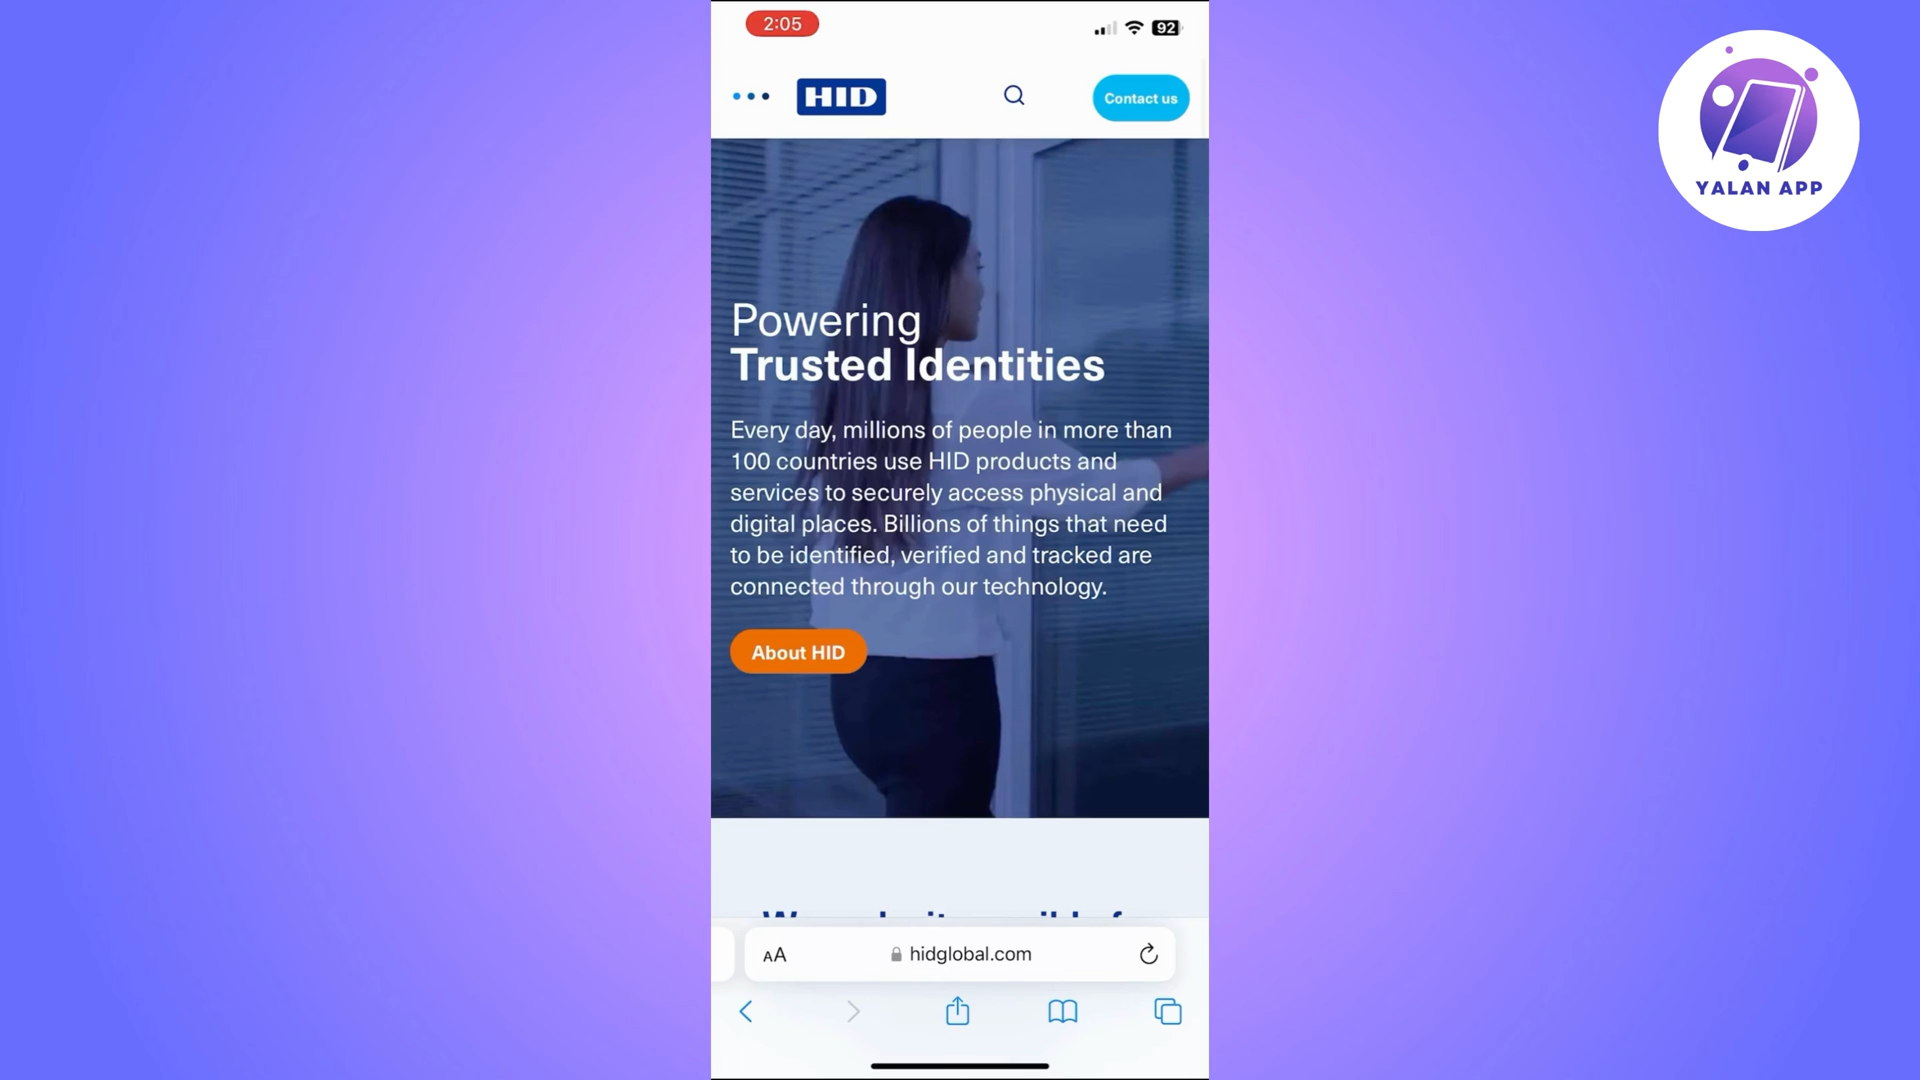 2:05
92
HID
Contact us
YALAN APP
Powering
Trusted Identities
Every day, millions of people in more than
100 countries use HID products and
services to securely access physical and
digital places. Billions of things that need
to be identified, verified and tracked are
connected through our technology.
About HID
AA
hidglobal.com